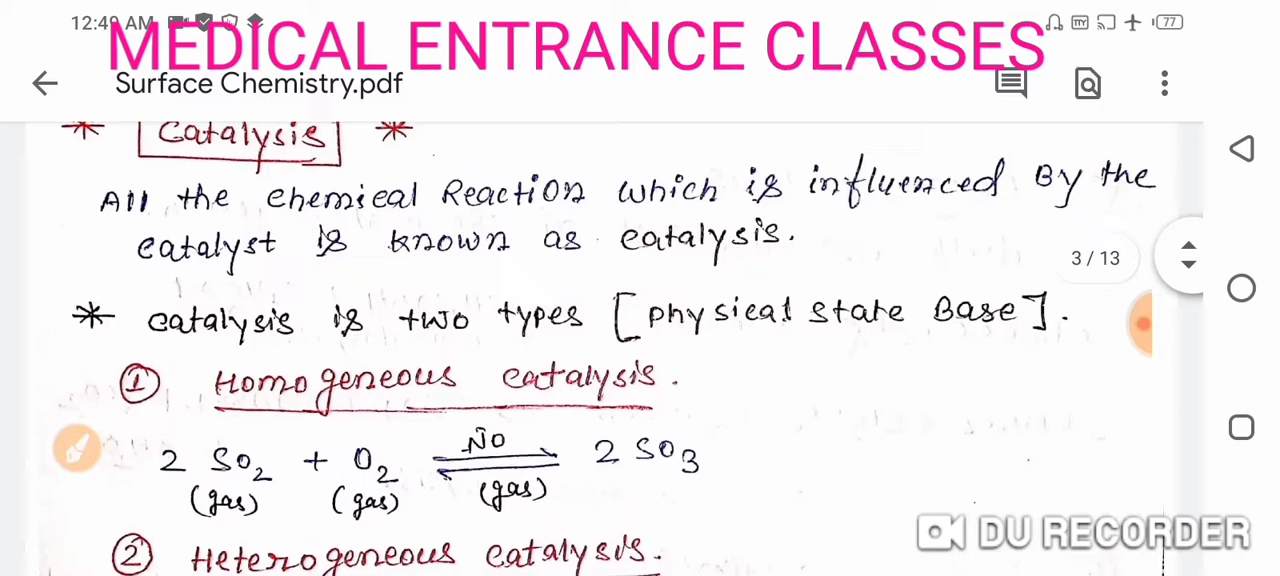 12:49 AM
77
MEDICAL ENTRANCE CLASSES
Surface Chemistry.pdf
* Catalysis *
All the chemical Reaction which is influenced By the
catalyst is known as catalysis.
3 / 13
* catalysis is two types [physical state Base].
① Homogeneous catalysis.
NO
2 SO2 + O2 ⇌ 2 SO3
(gas) (gas) (gas)
② Heterogeneous catalysis.
DU RECORDER